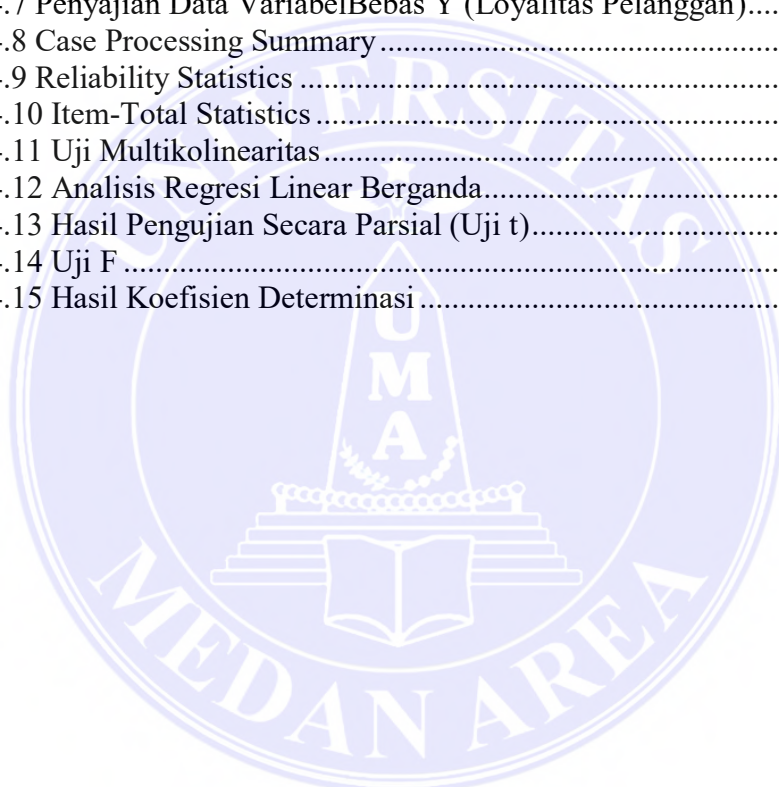 .7 Penyajian Data VariabelBebas Y (Loyalitas Pelanggan)....
.8 Case Processing Summary....................................................
.9 Reliability Statistics..............................................................
.10 Item-Total Statistics............................................................
.11 Uji Multikolinearitas...........................................................
.12 Analisis Regresi Linear Berganda.......................................
.13 Hasil Pengujian Secara Parsial (Uji t).................................
.14 Uji F....................................................................................
.15 Hasil Koefisien Determinasi...............................................
UNIVERSITAS
UMA
MEDAN AREA